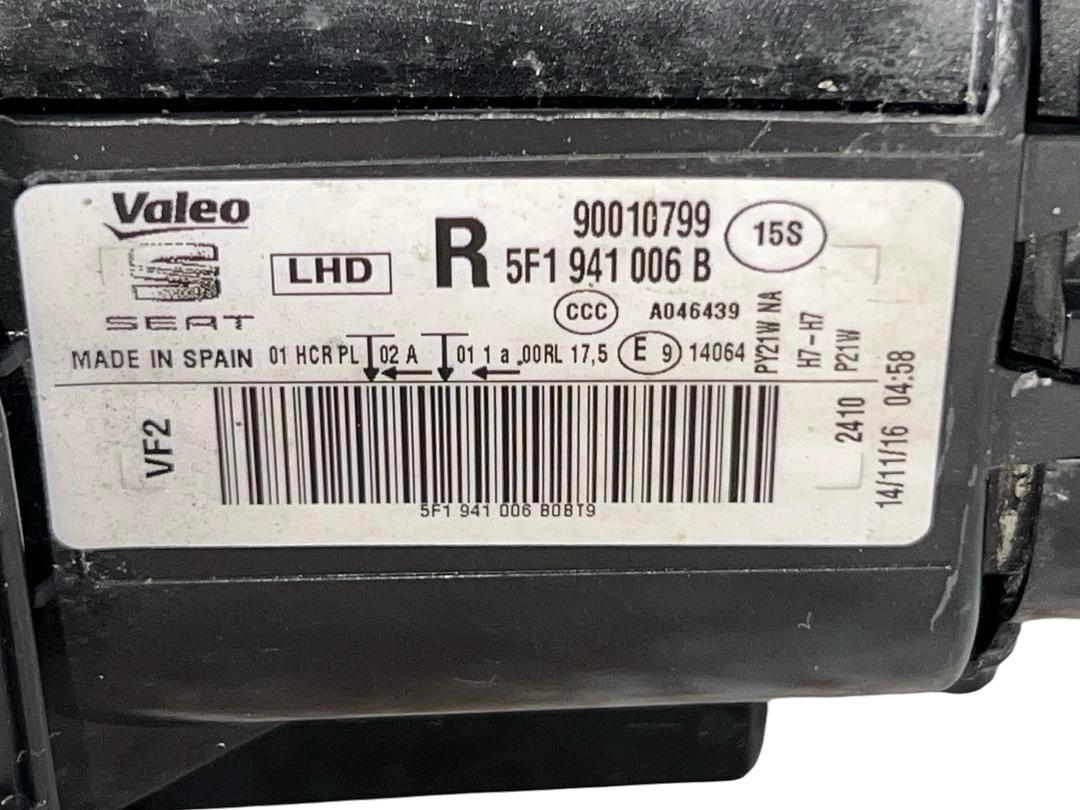 Valeo
SEAT
LHD
R
90010799
5F1 941 006 B
15S
CCC A046439
MADE IN SPAIN 01 HCR PL 02 A 01 1 a .00RL 17,5 E 9 14064
PY21W NA
H7-H7
P21W
2410
14/11/16 04:58
VF2
5F1 941 006 B0BT9